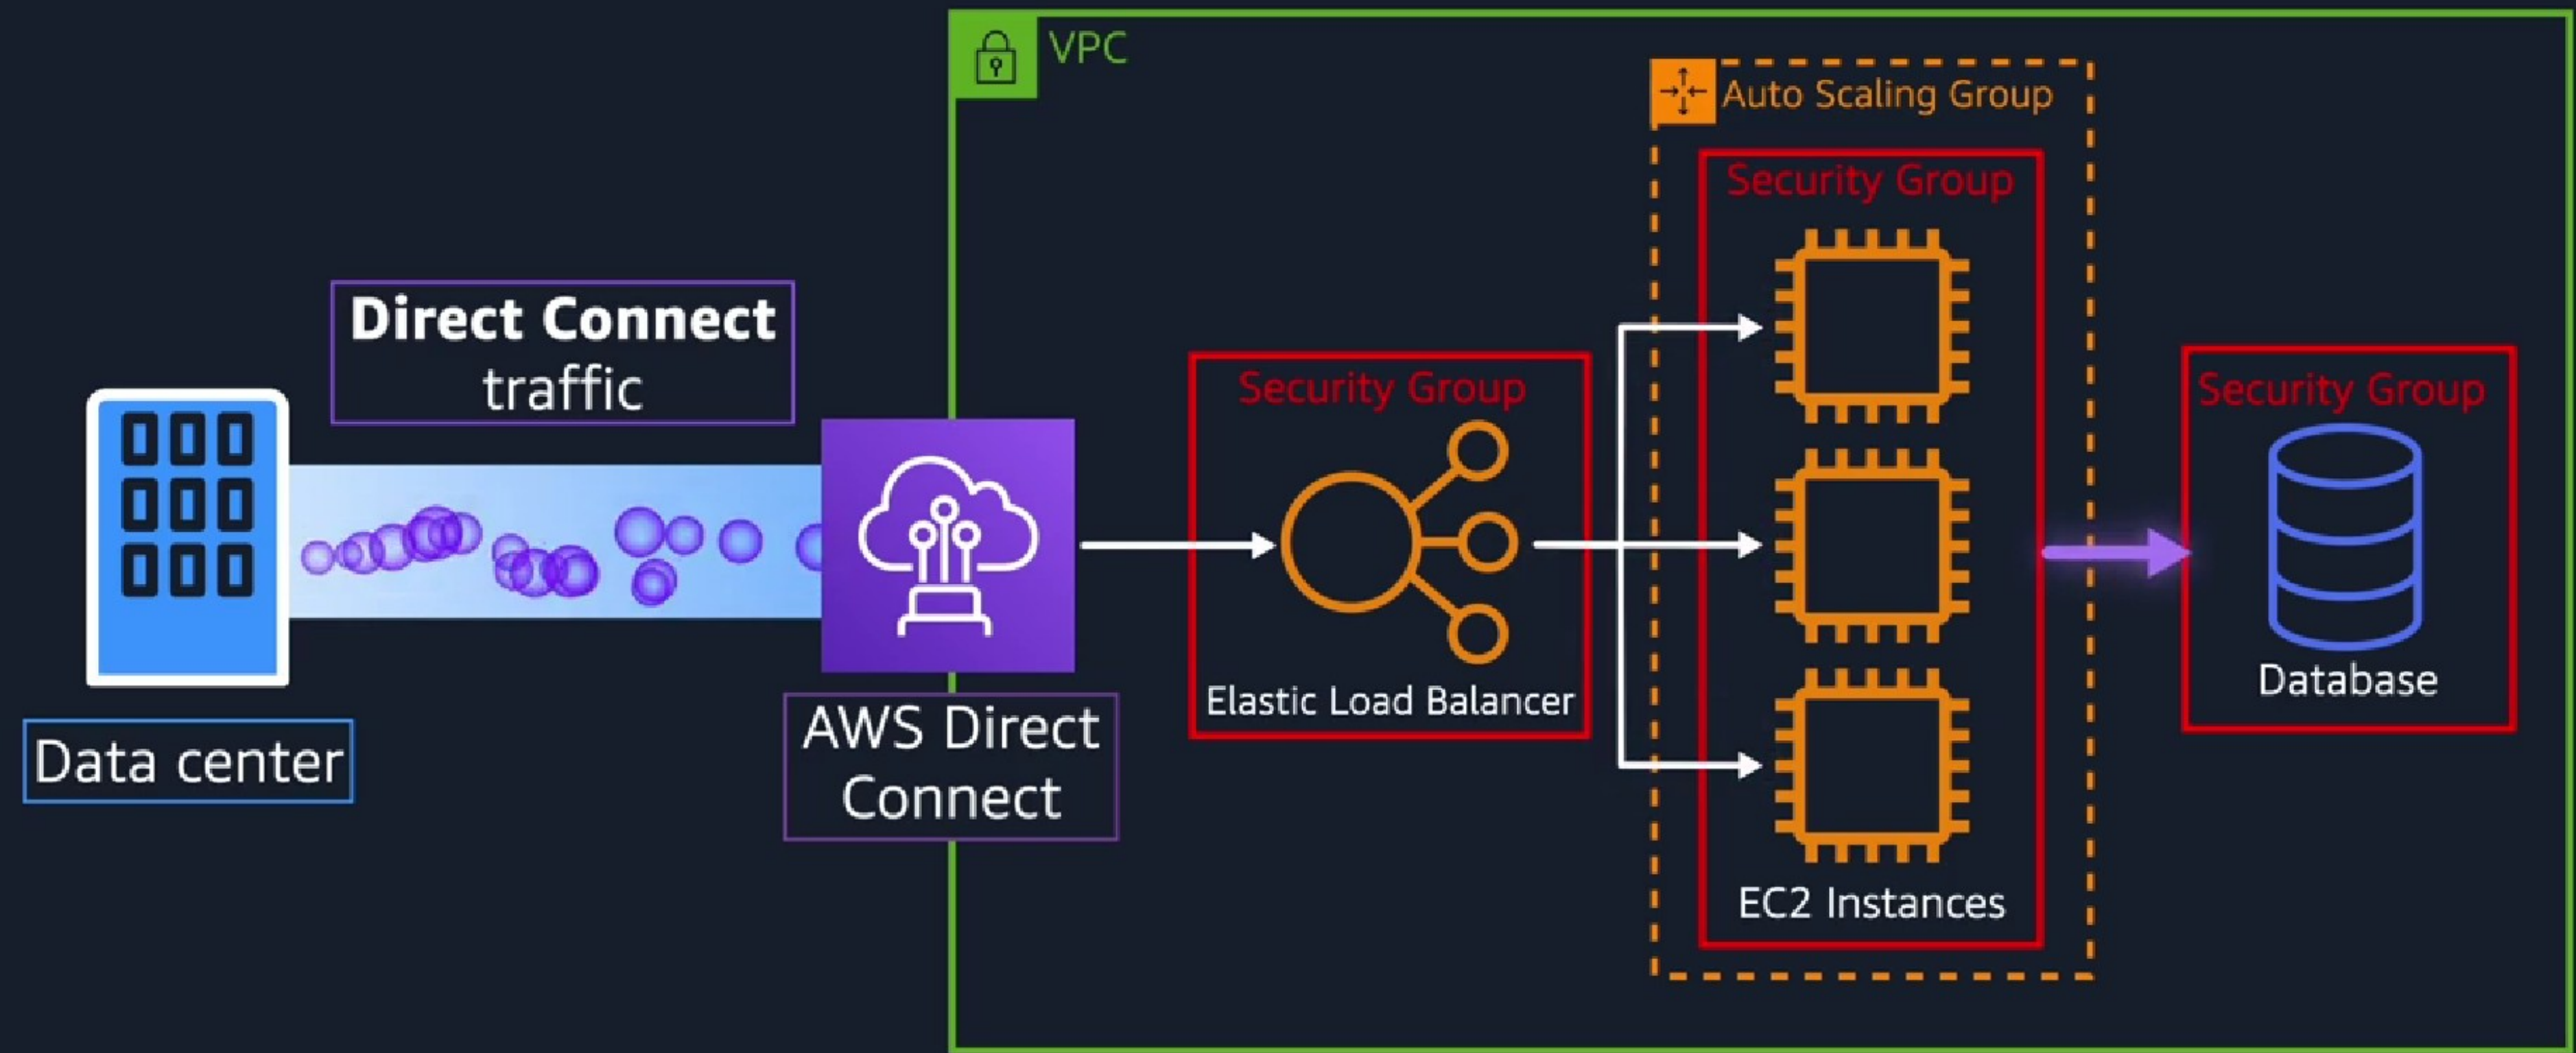 VPC
Auto Scaling Group
Security Group
Direct Connect
traffic
Security Group
Security Group
Elastic Load Balancer
Database
Data center
AWS Direct
Connect
EC2 Instances